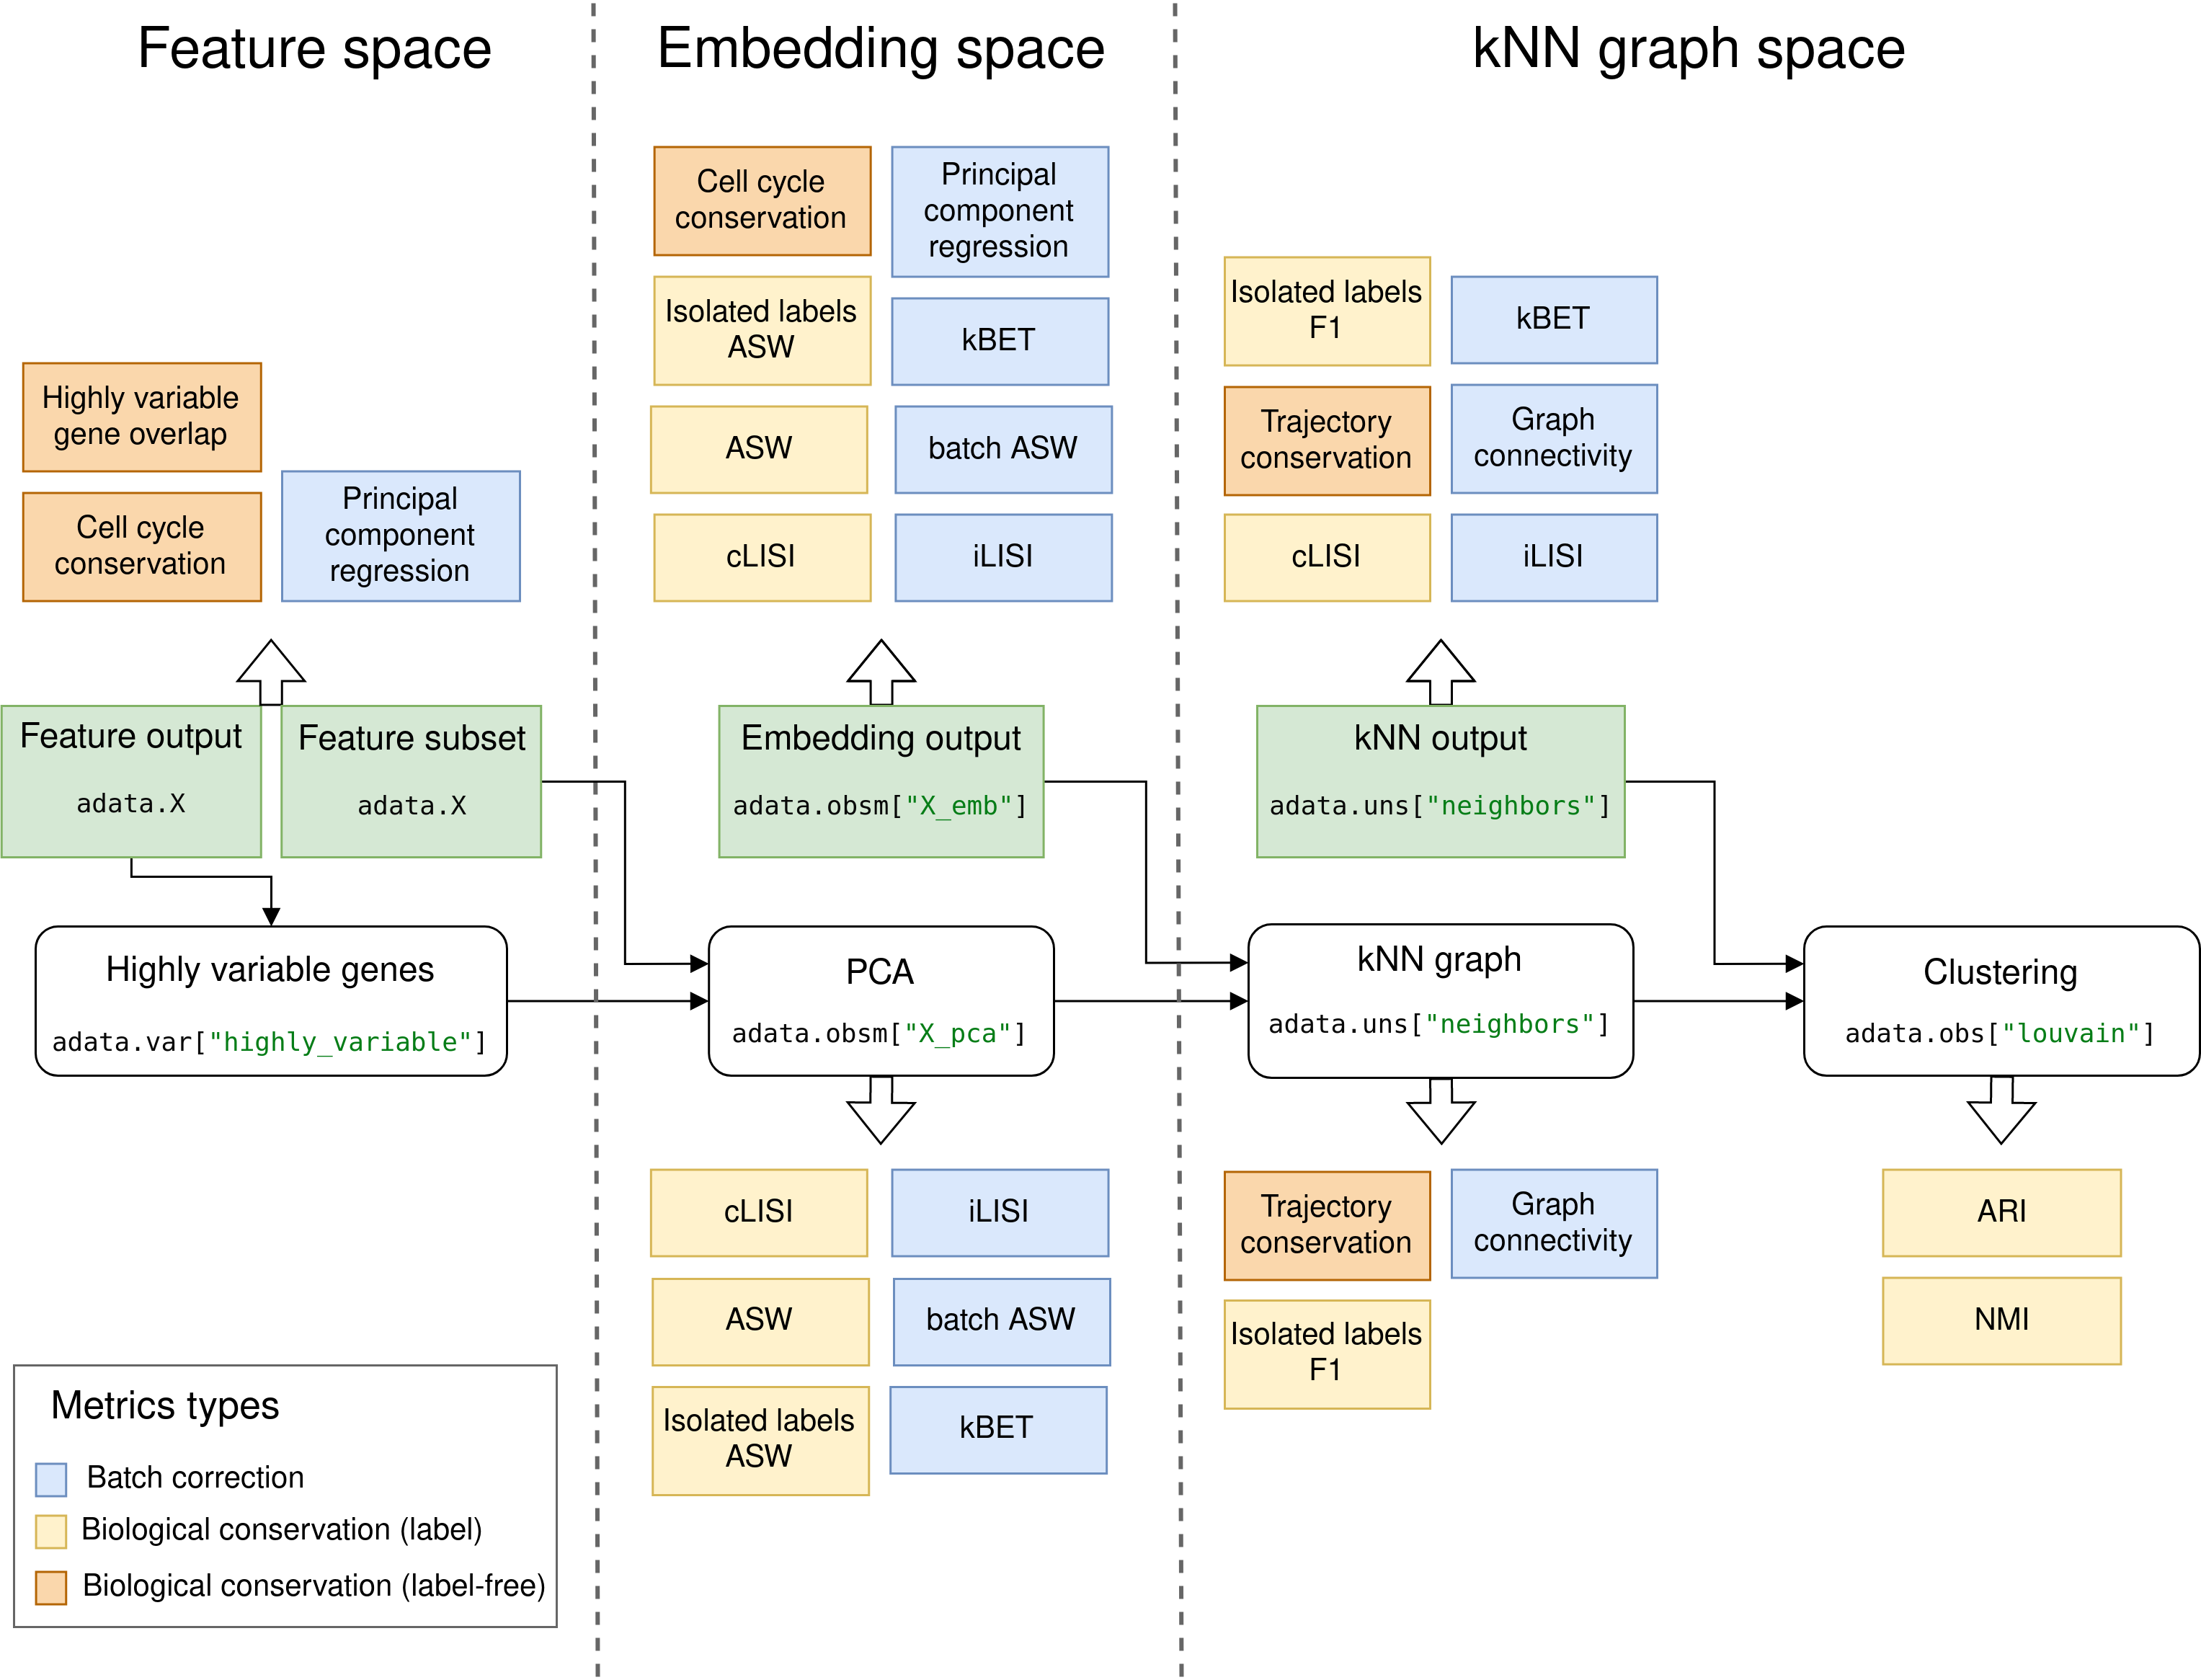 Feature space
Embedding space
kNN graph space
Highly variable
gene overlap
Cell cycle
conservation
Principal
component
regression
Cell cycle
conservation
Principal
component
regression
Isolated labels
ASW
kBET
ASW
batch ASW
cLISI
iLISI
Isolated labels
F1
kBET
Trajectory
conservation
Graph
connectivity
cLISI
iLISI
Feature output
adata.X
Feature subset
adata.X
Embedding output
adata.obsm["X_emb"]
kNN output
adata.uns["neighbors"]
Highly variable genes
adata.var["highly_variable"]
PCA
adata.obsm["X_pca"]
kNN graph
adata.uns["neighbors"]
Clustering
adata.obs["louvain"]
cLISI
iLISI
ASW
batch ASW
Isolated labels
ASW
kBET
Trajectory
conservation
Graph
connectivity
Isolated labels
F1
ARI
NMI
Metrics types
Batch correction
Biological conservation (label)
Biological conservation (label-free)